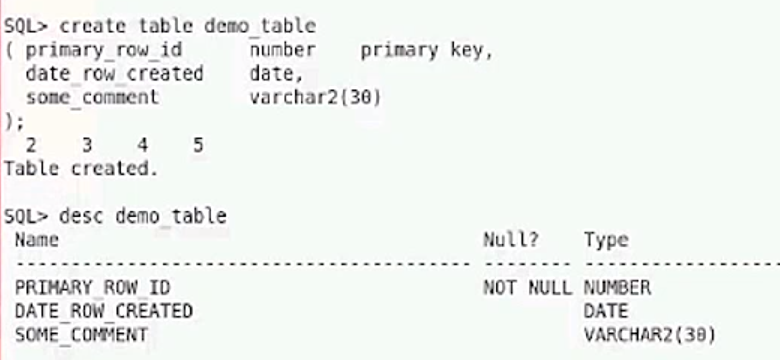 SQL> create table demo_table
( primary_row_id number primary key,
date_row_created date,
some_comment varchar2(30)
);
2 3 4 5
Table created.
SQL> desc demo_table
Name Null? Type
----------------------------------------- -------- ------------------
PRIMARY_ROW_ID NOT NULL NUMBER
DATE_ROW_CREATED DATE
SOME_COMMENT VARCHAR2(30)